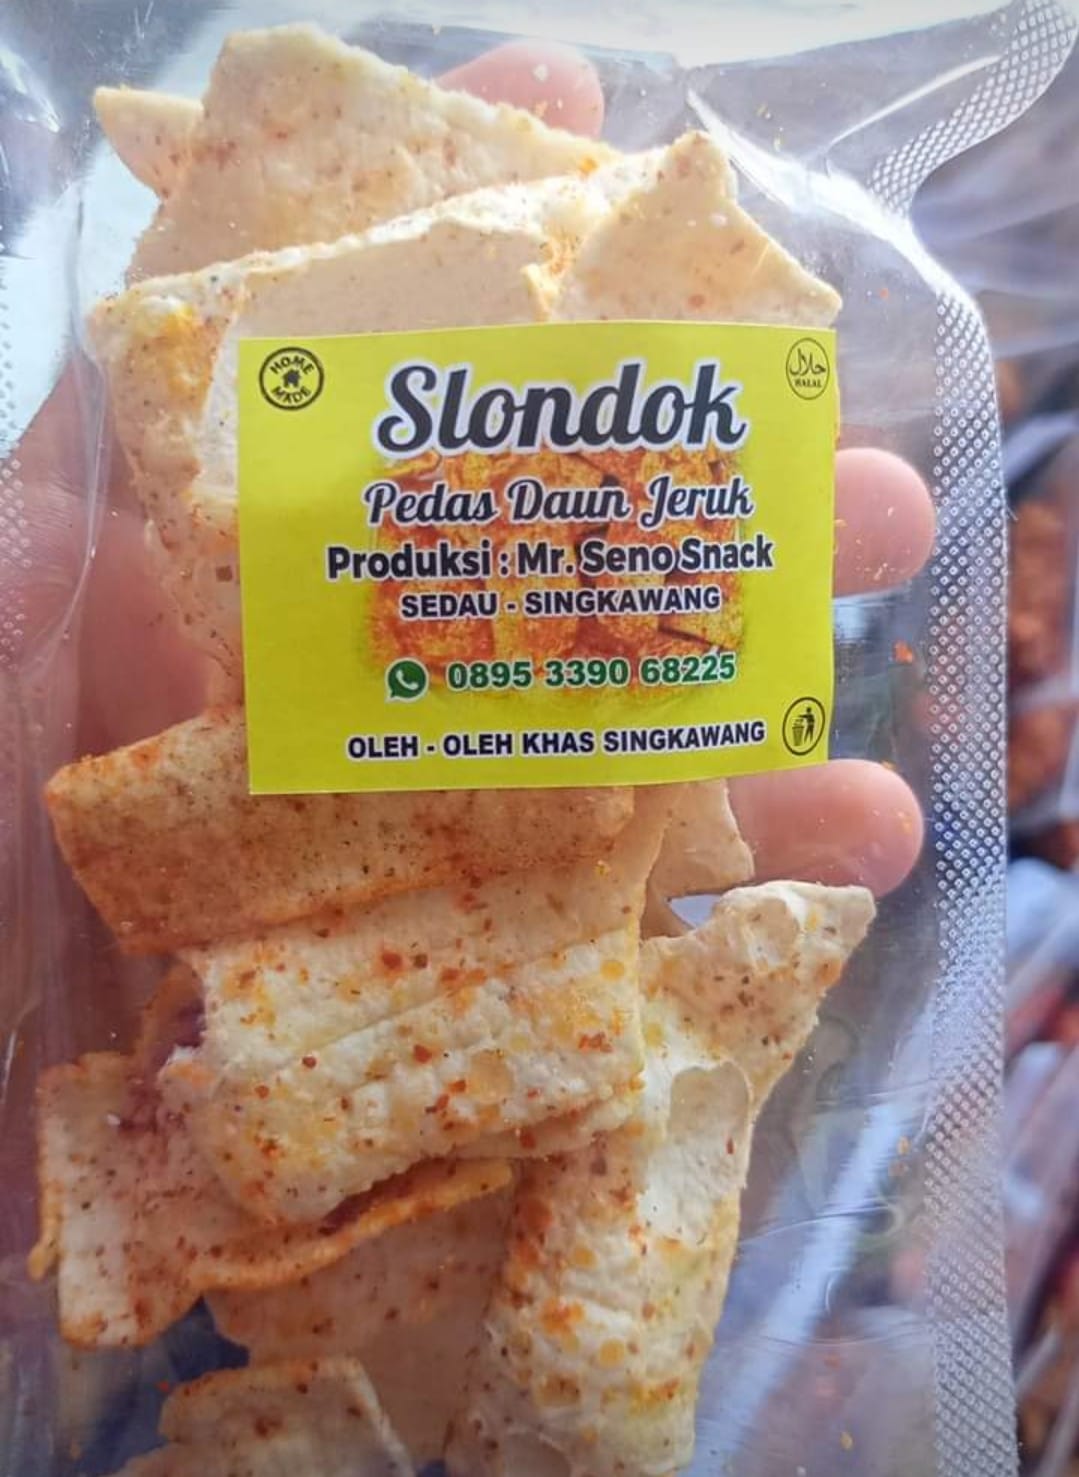 HOME MADE
حلال
HALAL
Slondok
Pedas Daun Jeruk
Produksi : Mr. Seno Snack
SEDAU - SINGKAWANG
0895 3390 68225
OLEH - OLEH KHAS SINGKAWANG